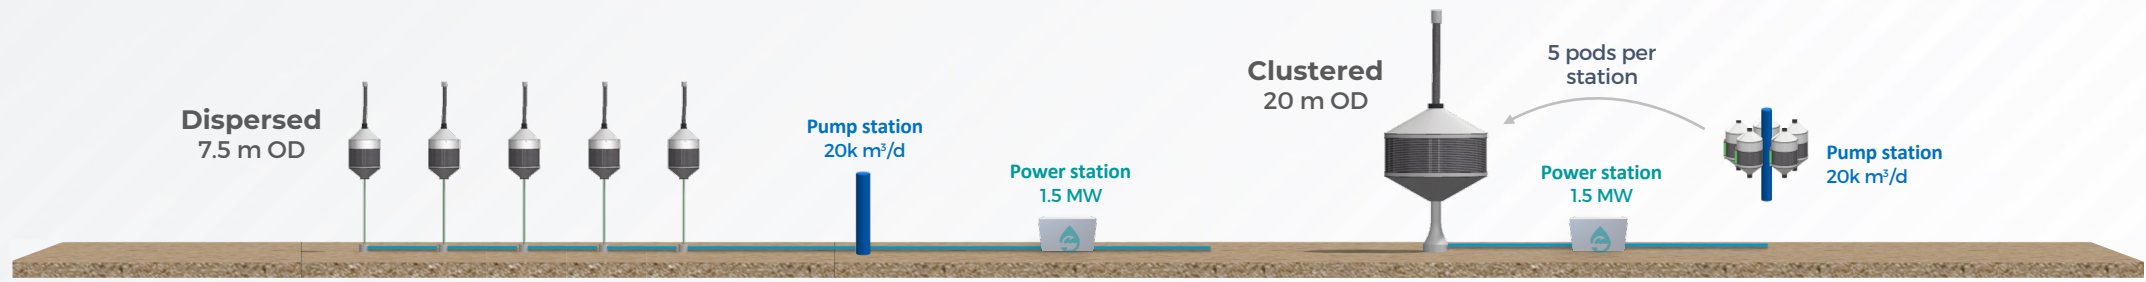 Dispersed
7.5 m OD
Pump station
20k m³/d
Power station
1.5 MW
Clustered
20 m OD
5 pods per
station
Power station
1.5 MW
Pump station
20k m³/d